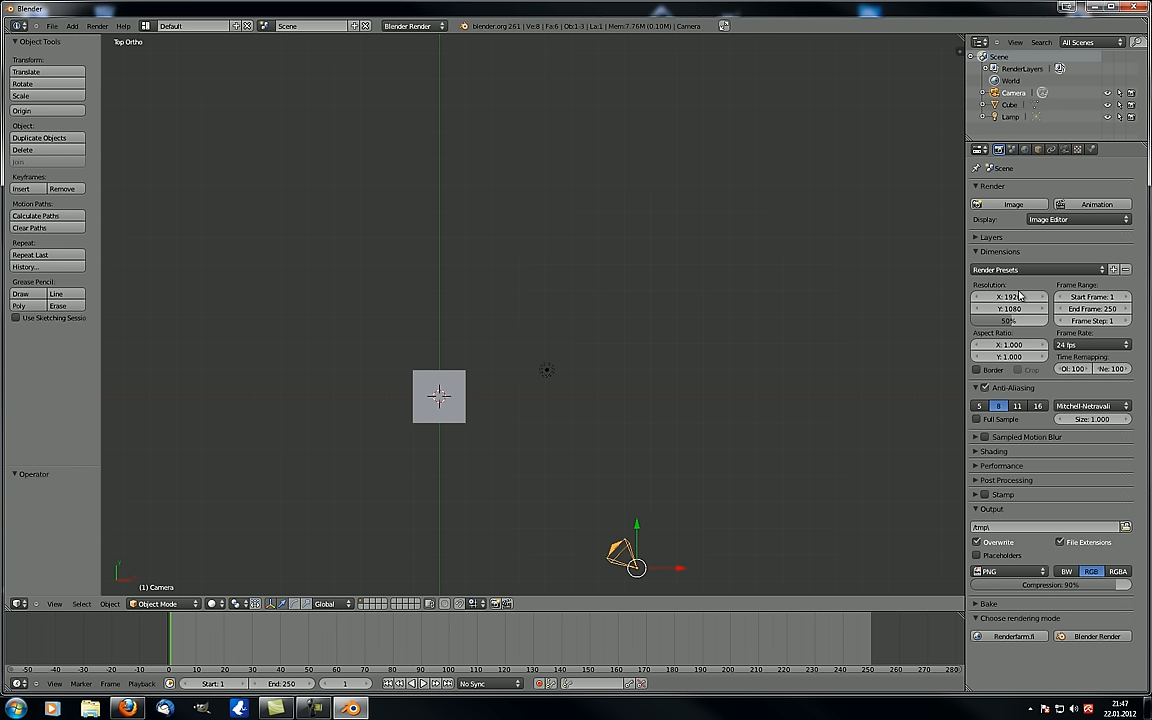 Blender
File Add Render Help Default Scene Blender Render blender.org 261 | Ve:8 | Fa:6 | Ob:1-3 | La:1 | Mem:7.76M (0.10M) | Camera
Object Tools
Transform:
Translate
Rotate
Scale
Origin
Object:
Duplicate Objects
Delete
Join
Keyframes:
Insert Remove
Motion Paths:
Calculate Paths
Clear Paths
Repeat:
Repeat Last
History...
Grease Pencil:
Draw Line
Poly Erase
Use Sketching Sessio
Operator
Top Ortho
(1) Camera
View Select Object Object Mode Global
-50 -40 -30 -20 -10 0 10 20 30 40 50 60 70 80 90 100 110 120 130 140 150 160 170 180 190 200 210 220 230 240 250 260 270 280
View Marker Frame Playback Start: 1 End: 250 1 No Sync
View Search All Scenes
Scene
RenderLayers |
World
Camera |
Cube
Lamp
Scene
Render
Image Animation
Display: Image Editor
Layers
Dimensions
Render Presets
Resolution: Frame Range:
Start Frame: 1
Y: 1080 End Frame: 250
50% Frame Step: 1
Aspect Ratio: Frame Rate:
X: 1.000 24 fps
Y: 1.000 Time Remapping:
Border Crop Ol: 100 Ne: 100
Anti-Aliasing
5 8 11 16 Mitchell-Netravali
Full Sample Size: 1.000
Sampled Motion Blur
Shading
Performance
Post Processing
Stamp
Output
/tmp\
Overwrite File Extensions
Placeholders
PNG BW RGB RGBA
Compression: 90%
Bake
Choose rendering mode
Renderfarm.fi Blender Render
21:47
22.01.2012